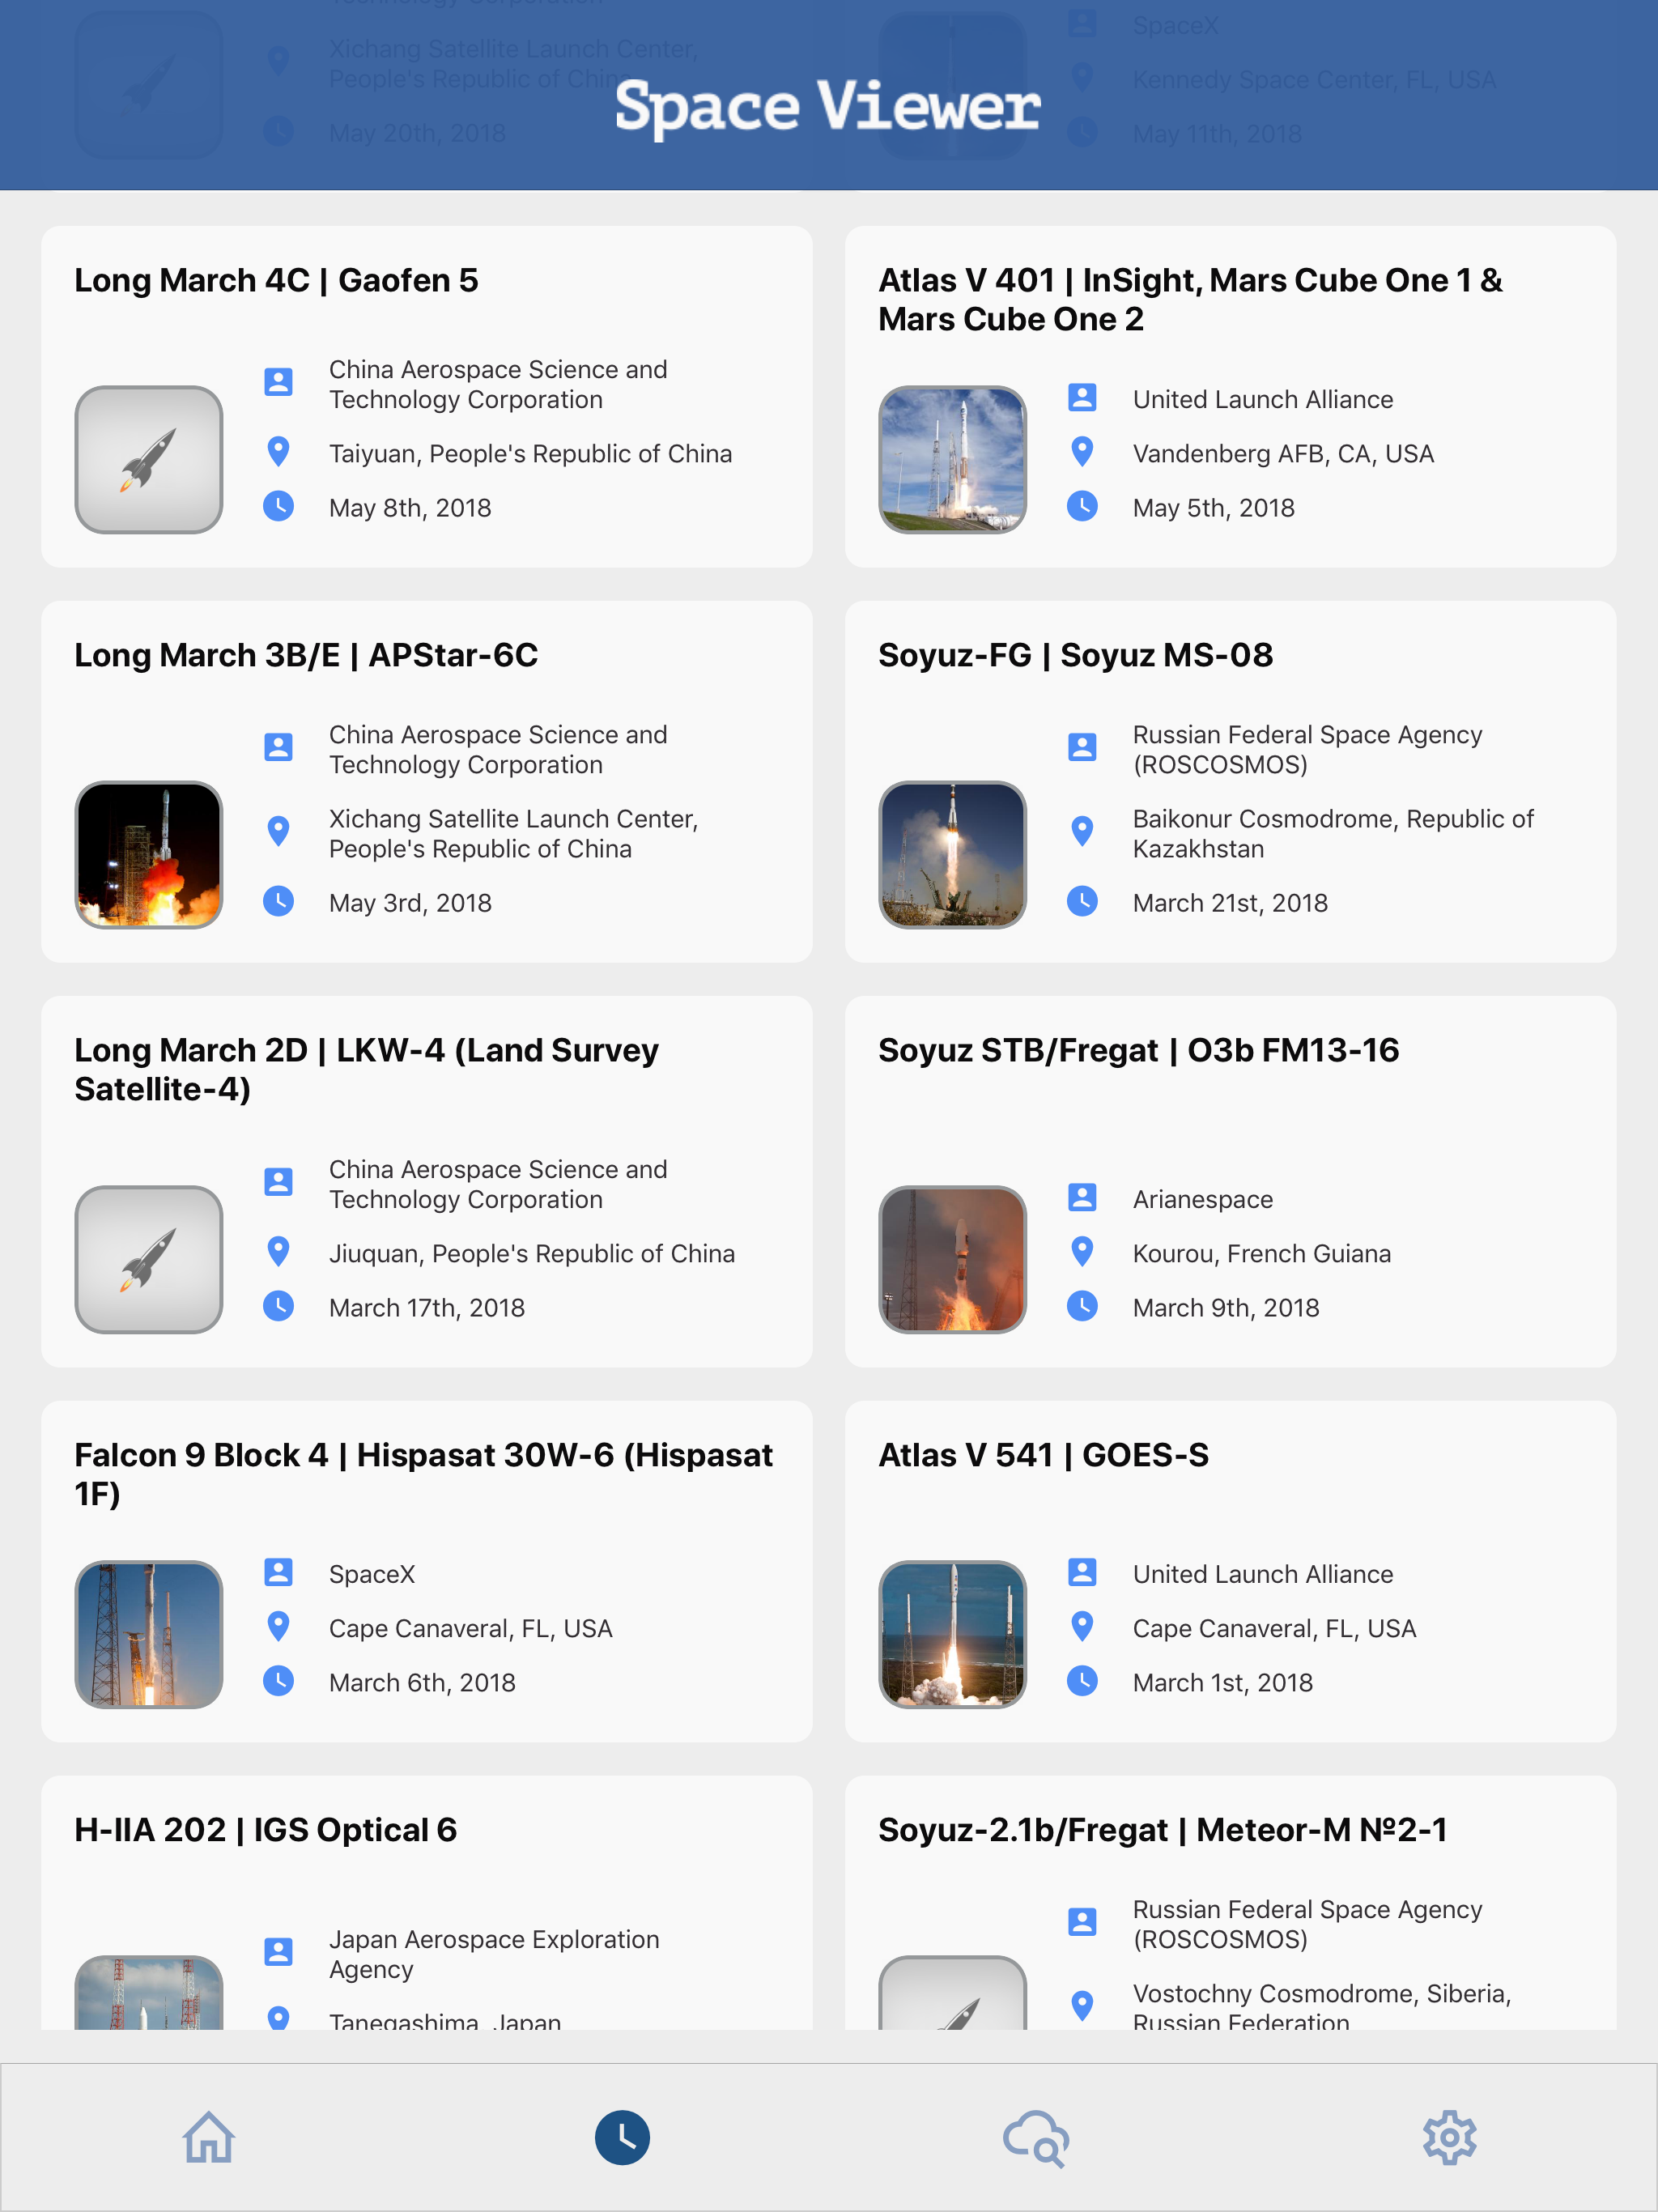 Technology Corporation
Xichang Satellite Launch Center,
People's Republic of China
May 20th, 2018
SpaceX
Kennedy Space Center, FL, USA
May 11th, 2018
Space Viewer
Long March 4C | Gaofen 5
China Aerospace Science and
Technology Corporation
Taiyuan, People's Republic of China
May 8th, 2018
Atlas V 401 | InSight, Mars Cube One 1 &
Mars Cube One 2
United Launch Alliance
Vandenberg AFB, CA, USA
May 5th, 2018
Long March 3B/E | APStar-6C
China Aerospace Science and
Technology Corporation
Xichang Satellite Launch Center,
People's Republic of China
May 3rd, 2018
Soyuz-FG | Soyuz MS-08
Russian Federal Space Agency
(ROSCOSMOS)
Baikonur Cosmodrome, Republic of
Kazakhstan
March 21st, 2018
Long March 2D | LKW-4 (Land Survey
Satellite-4)
China Aerospace Science and
Technology Corporation
Jiuquan, People's Republic of China
March 17th, 2018
Soyuz STB/Fregat | O3b FM13-16
Arianespace
Kourou, French Guiana
March 9th, 2018
Falcon 9 Block 4 | Hispasat 30W-6 (Hispasat
1F)
SpaceX
Cape Canaveral, FL, USA
March 6th, 2018
Atlas V 541 | GOES-S
United Launch Alliance
Cape Canaveral, FL, USA
March 1st, 2018
H-IIA 202 | IGS Optical 6
Japan Aerospace Exploration
Agency
Tanegashima, Japan
Soyuz-2.1b/Fregat | Meteor-M №2-1
Russian Federal Space Agency
(ROSCOSMOS)
Vostochny Cosmodrome, Siberia,
Russian Federation